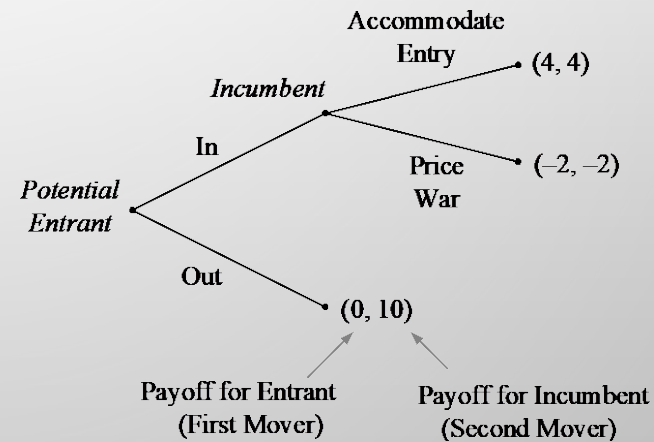 Accommodate
Entry
(4, 4)
Incumbent
In
Price
War
(–2, –2)
Potential
Entrant
Out
(0, 10)
Payoff for Entrant
(First Mover)
Payoff for Incumbent
(Second Mover)